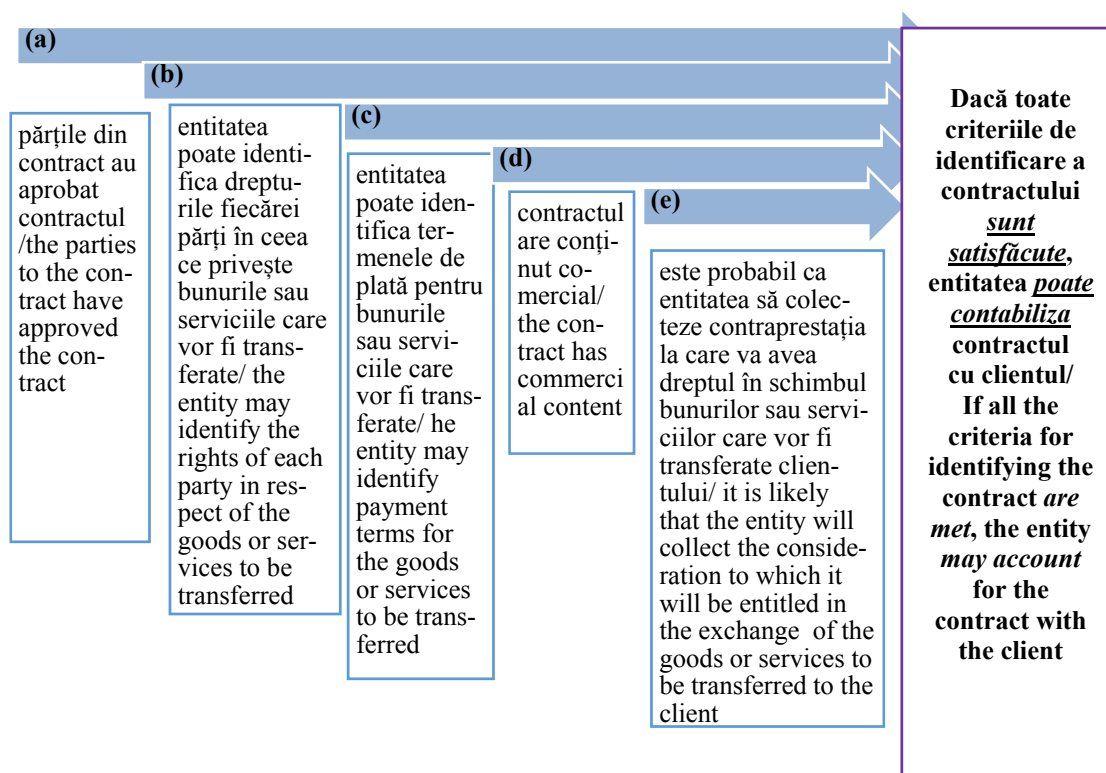 (a)
părțile din
contract au
aprobat
contractul
/the parties
to the con-
tract have
approved
the con-
tract
(b)
entitatea
poate identi-
fica dreptu-
rile fiecărei
părți în ceea
ce privește
bunurile sau
serviciile care
vor fi trans-
ferate/ the
entity may
identify the
rights of each
party in res-
pect of the
goods or ser-
vices to be
transferred
(c)
entitatea
poate iden-
tifica ter-
menele de
plată pentru
bunurile
sau servi-
ciile care
vor fi trans-
ferate/ he
entity may
identify
payment
terms for
the goods
or services
to be trans-
ferred
(d)
contractul
are conți-
nut co-
mercial/
the con-
tract has
commerci
al content
(e)
este probabil ca
entitatea să colec-
teze contraprestația
la care va avea
dreptul în schimbul
bunurilor sau servi-
ciilor care vor fi
transferate clien-
tului/ it is likely
that the entity will
collect the conside-
ration to which it
will be entitled in
the exchange of the
goods or services to
be transferred to the
client
Dacă toate
criteriile de
identificare a
contractului
sunt
satisfăcute,
entitatea poate
contabiliza
contractul
cu clientul/
If all the
criteria for
identifying the
contract are
met, the entity
may account
for the
contract with
the client